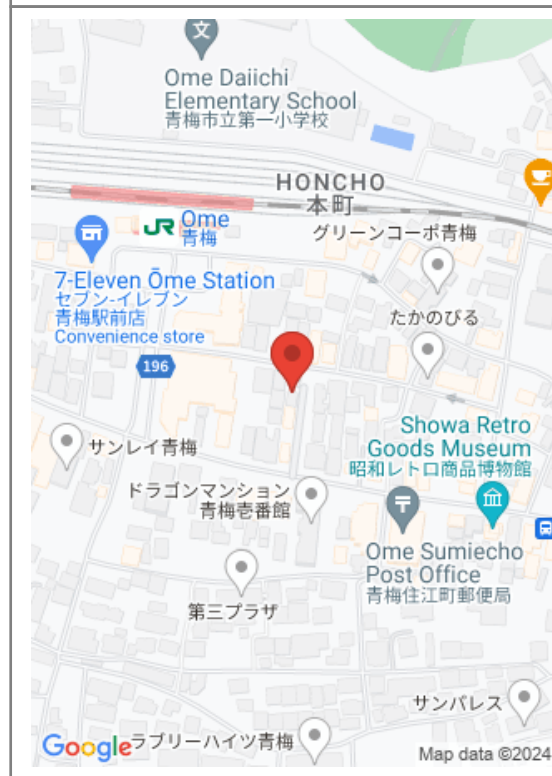 文
Ome Daiichi
Elementary School
青梅市立第一小学校
HONCHO
本町
JR Ome
青梅
グリーンコーポ青梅
7-Eleven Ōme Station
セブン-イレブン
青梅駅前店
Convenience store
たかのびる
196
Showa Retro
Goods Museum
昭和レトロ商品博物館
サンレイ青梅
ドラゴンマンション
青梅壱番館
〒
Ome Sumiecho
Post Office
青梅住江町郵便局
第三プラザ
サンパレス
Google
ラブリーハイツ青梅
Map data ©2024